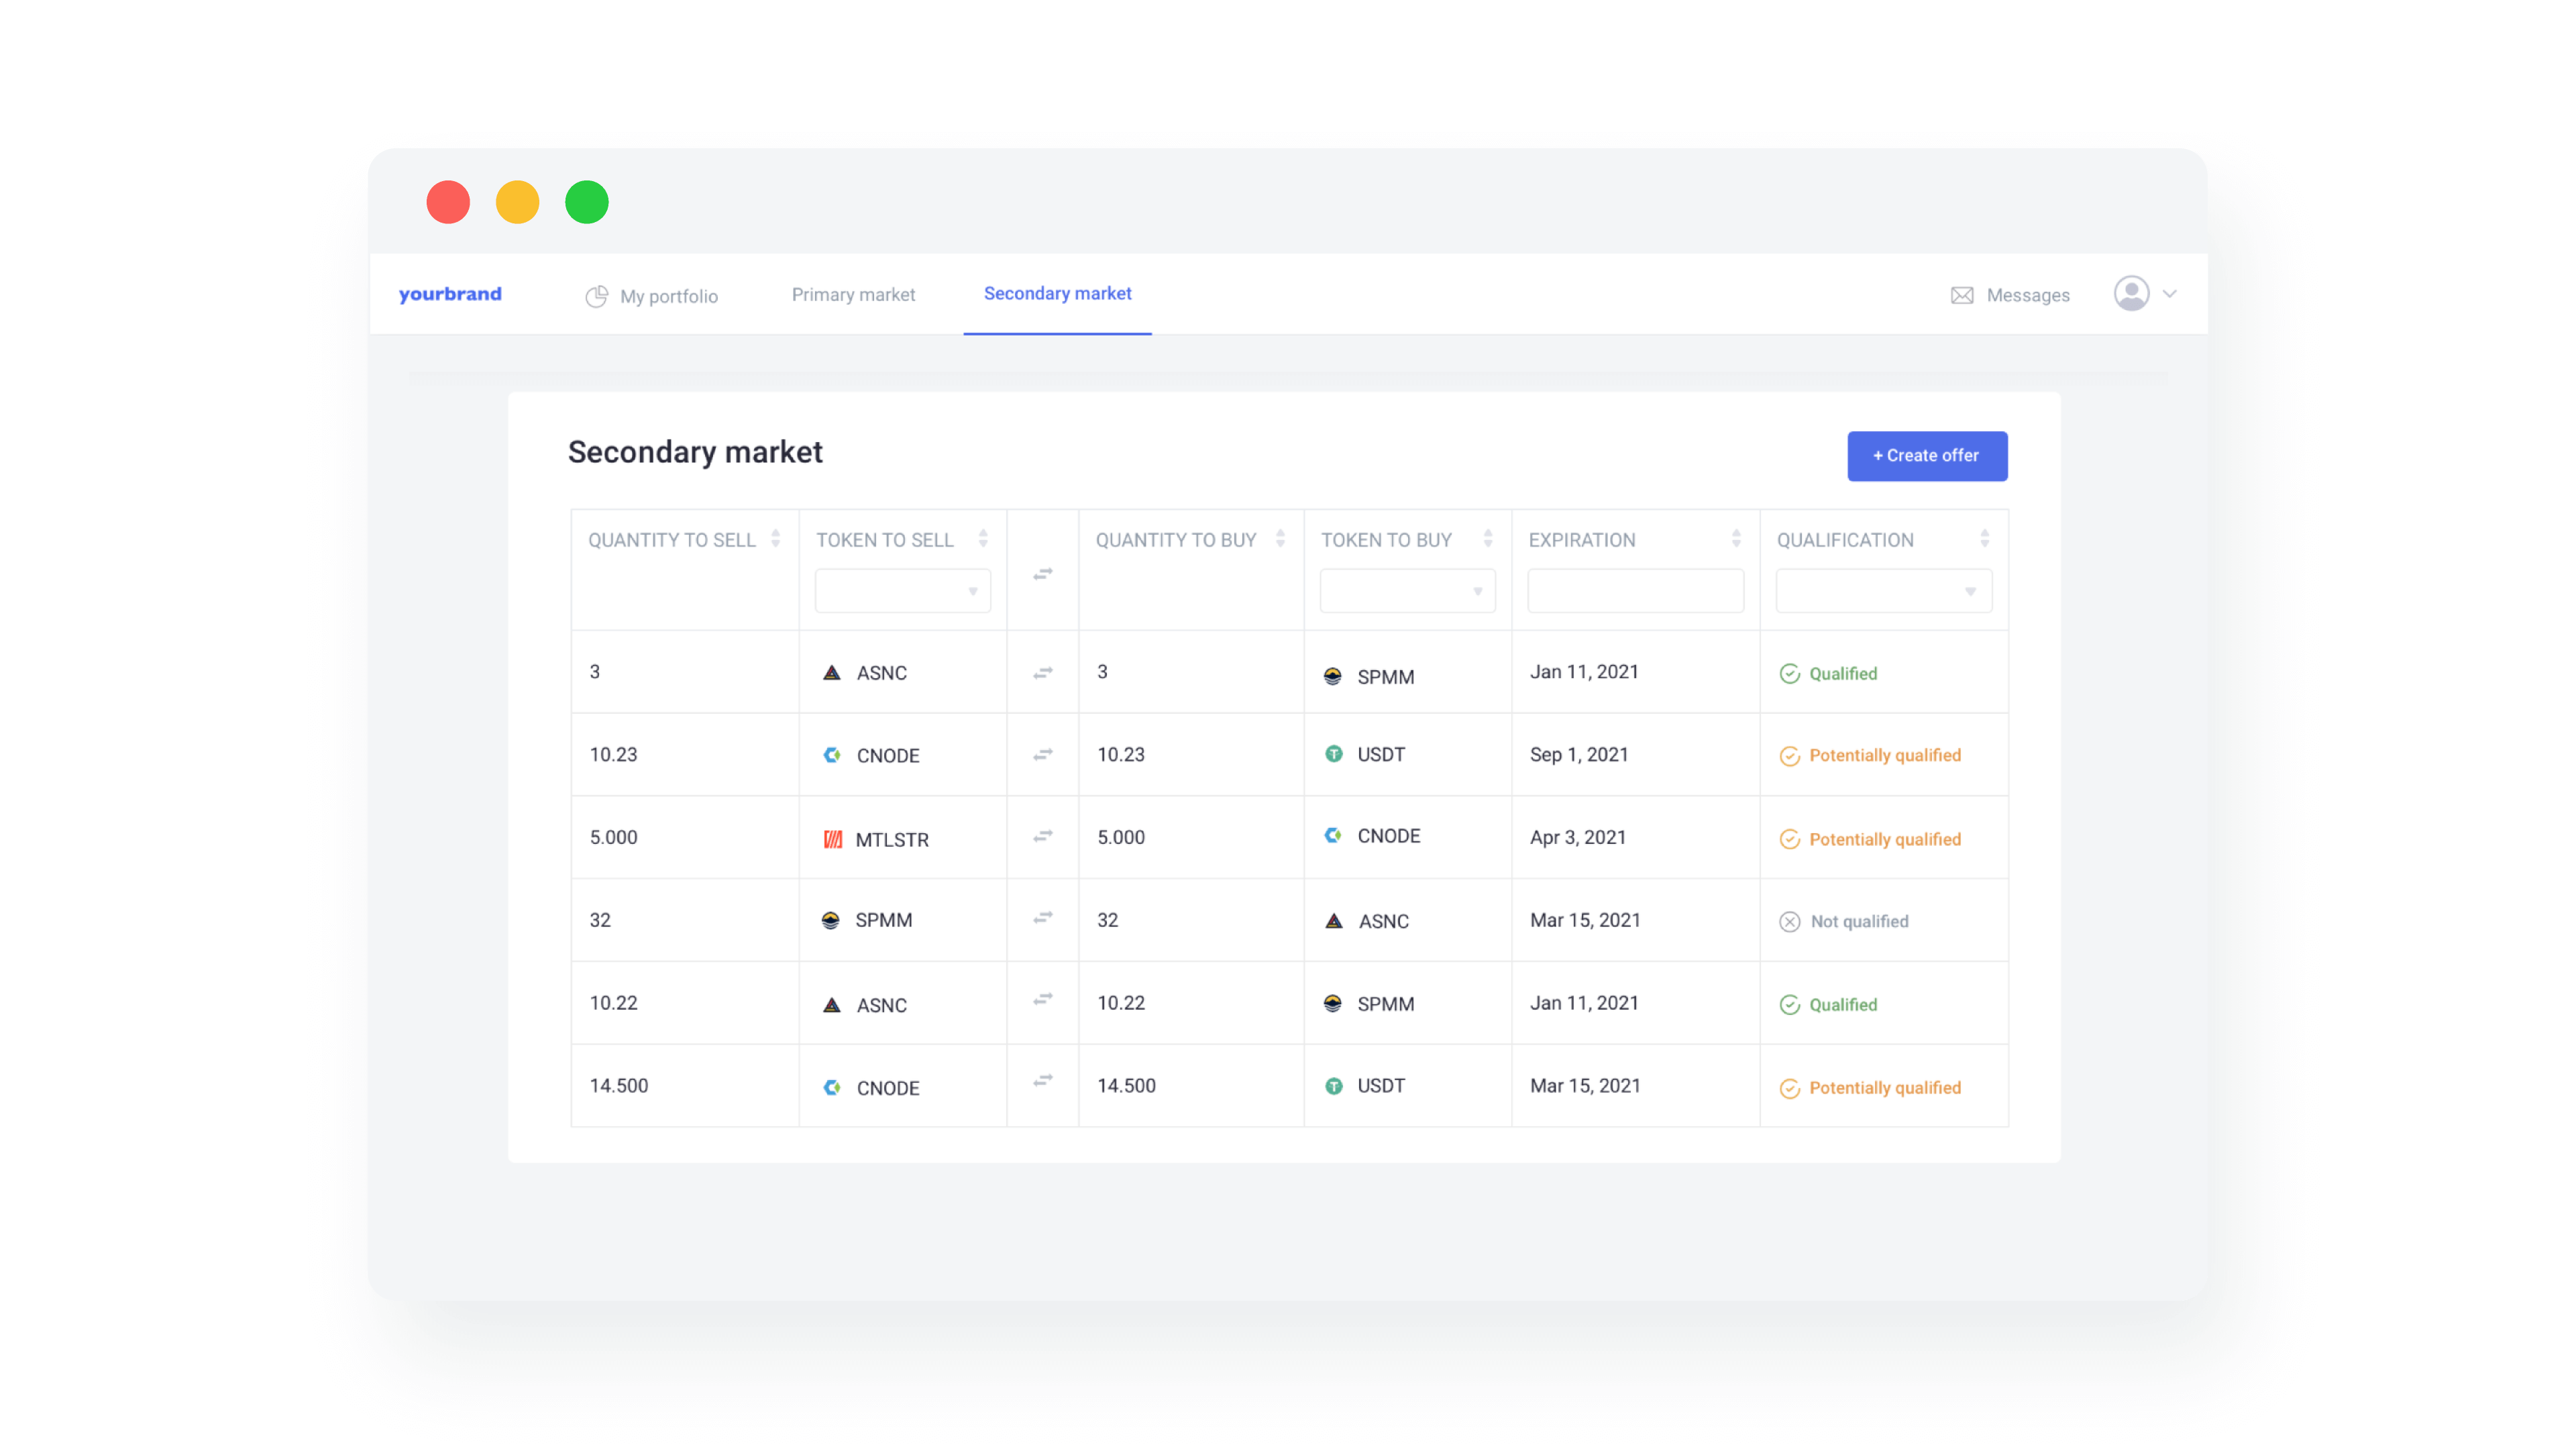 yourbrand My portfolio Primary market Secondary market Messages
Secondary market + Create offer
QUANTITY TO SELL TOKEN TO SELL QUANTITY TO BUY TOKEN TO BUY EXPIRATION QUALIFICATION
3 ASNC 3 SPMM Jan 11, 2021 Qualified
10.23 CNODE 10.23 USDT Sep 1, 2021 Potentially qualified
5.000 MTLSTR 5.000 CNODE Apr 3, 2021 Potentially qualified
32 SPMM 32 ASNC Mar 15, 2021 Not qualified
10.22 ASNC 10.22 SPMM Jan 11, 2021 Qualified
14.500 CNODE 14.500 USDT Mar 15, 2021 Potentially qualified